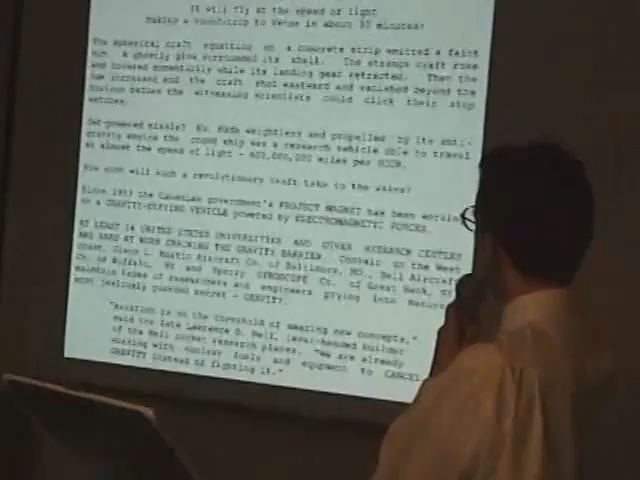 It will fly at the speed of light
making a roundtrip to Venus in about 30 minutes!
The spherical craft squatting on a concrete strip emitted a faint
hum. A ghostly glow surrounded its shell. The strange craft rose
and hovered momentarily while its landing gear retracted. Then the
hum increased and the craft shot eastward and vanished beyond the
horizon before the witnessing scientists could click their stop
watches.
Jet-powered missle? No. Made weightless and propelled by its anti-
gravity engine the round ship was a research vehicle able to travel
at almost the speed of light - 600,000,000 miles per HOUR.
How soon will such a revolutionary craft take to the skies?
Since 1953 the Canadian government's PROJECT MAGNET has been working
on a GRAVITY-DEFYING VEHICLE powered by ELECTROMAGNETIC FORCES.
AT LEAST 14 UNITED STATES UNIVERSITIES AND OTHER RESEARCH CENTERS
ARE HARD AT WORK CRACKING THE GRAVITY BARRIER. Convair on the West
Coast, Glenn L. Martin Aircraft Co. of Baltimore, MD - Bell Aircraft
Co. of Buffalo, NY and Sperry GYROSCOPE Co. of Great Neck,
maintain teams of researchers and engineers prying into Nature's
most jealously guarded secret - GRAVITY.
"Aviation is on the threshold of amazing new concepts,"
said the late Lawrence D. Bell, level-headed builder
of the Bell rocket research planes. "We are already
working with nuclear fuels and equipment to CANCEL
GRAVITY instead of fighting it."